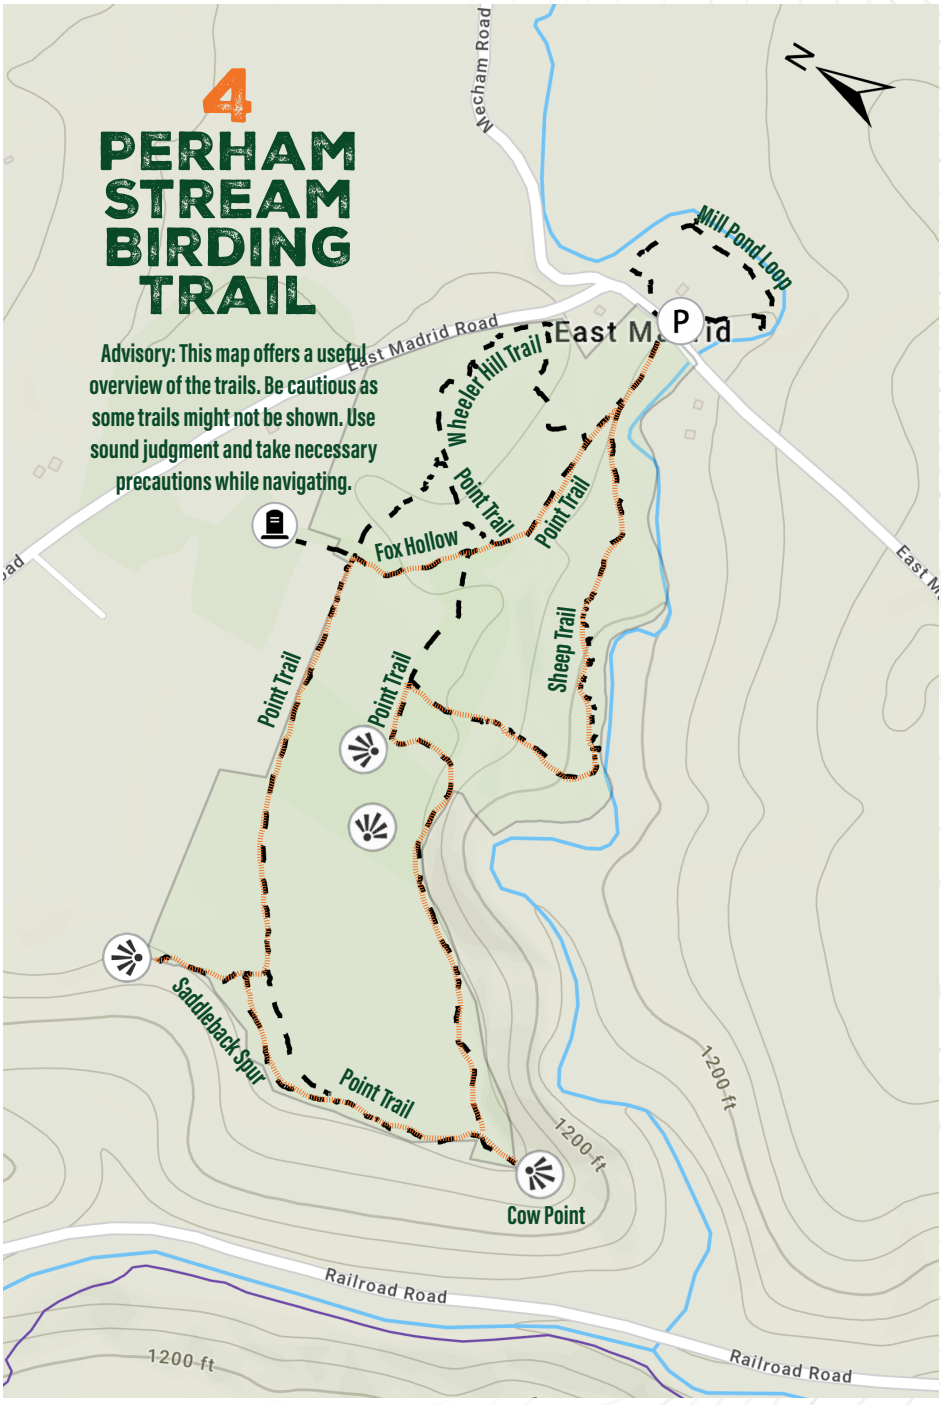 4
PERHAM
STREAM
BIRDING
TRAIL
Advisory: This map offers a useful
overview of the trails. Be cautious as
some trails might not be shown. Use
sound judgment and take necessary
precautions while navigating.
Mecham Road
N
Mill Pond Loop
P
East Madrid Road
Wheeler Hill Trail
Point Trail
Point Trail
Fox Hollow
East M
Sheep Trail
Point Trail
Point Trail
Saddleback Spur
Point Trail
1200 ft
1200 ft
Cow Point
Railroad Road
Railroad Road
1200 ft